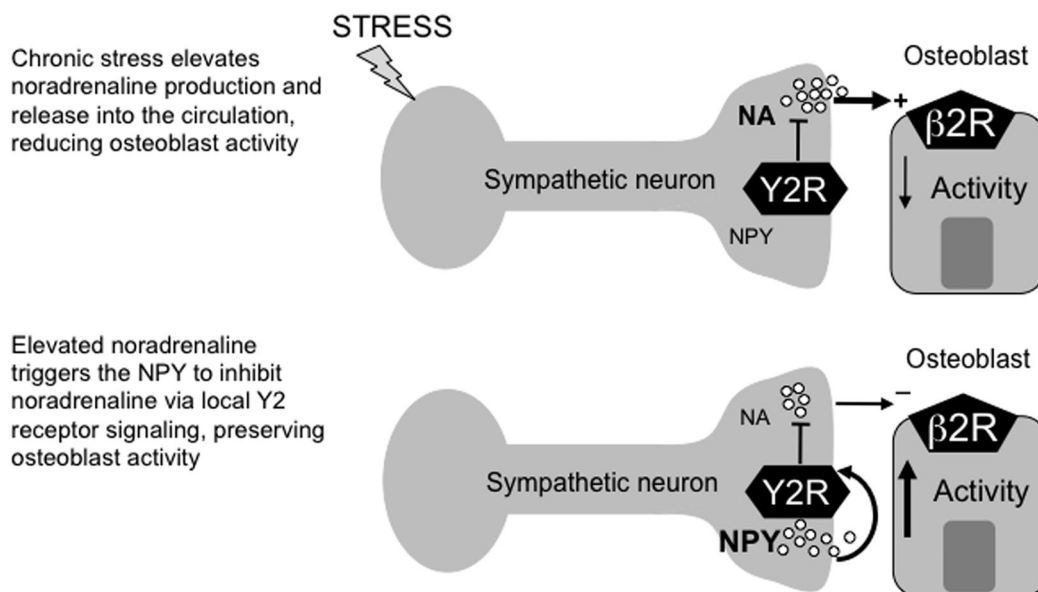 STRESS
Chronic stress elevates
noradrenaline production and
release into the circulation,
reducing osteoblast activity
Osteoblast
NA
+
β2R
Sympathetic neuron
Y2R
Activity
NPY
Elevated noradrenaline
triggers the NPY to inhibit
noradrenaline via local Y2
receptor signaling, preserving
osteoblast activity
Osteoblast
NA
–
β2R
Sympathetic neuron
Y2R
Activity
NPY